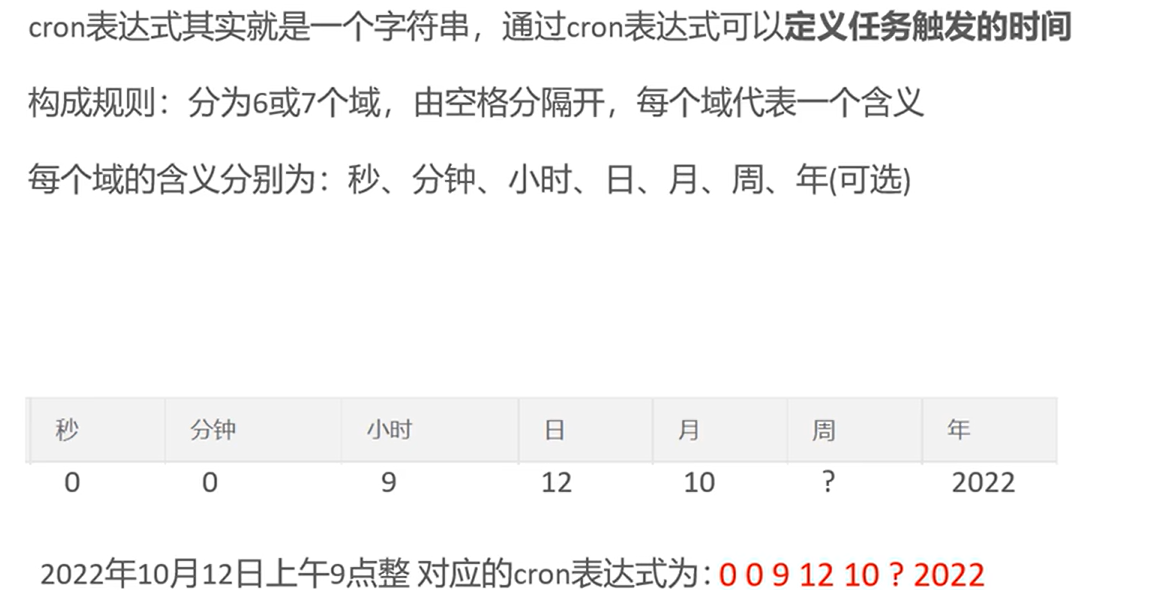 cron表达式其实就是一个字符串，通过cron表达式可以定义任务触发的时间
构成规则：分为6或7个域，由空格分隔开，每个域代表一个含义
每个域的含义分别为：秒、分钟、小时、日、月、周、年(可选)
秒 分钟 小时 日 月 周 年
0 0 9 12 10 ? 2022
2022年10月12日上午9点整 对应的cron表达式为：0 0 9 12 10 ? 2022